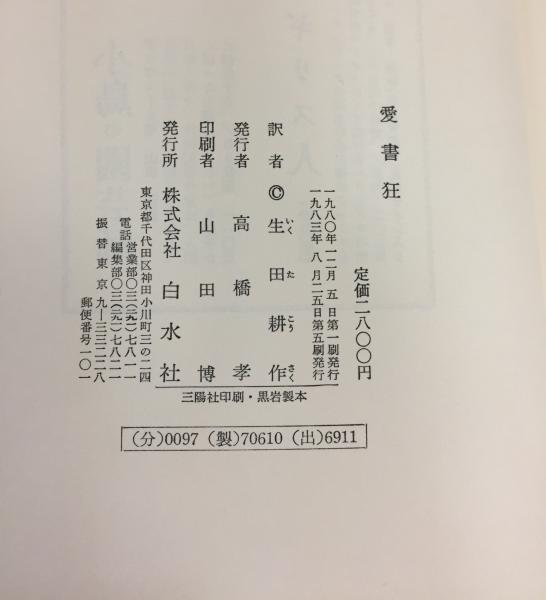 愛書狂
定価二八〇〇円
一九八〇年一二月 五日第一刷発行
一九八三年 八月二五日第五刷発行
訳者©生田耕作
いくたこうさく
発行者 高橋 孝
印刷者 山田 博
発行所 株式会社 白水社
東京都千代田区神田小川町三の二四
電話営業部〇三(二九一)七八一一
編集部〇三(二九一)七八二一
振替東京九―三三二二八
郵便番号一〇一
三陽社印刷・黒岩製本
(分)0097 (製)70610 (出)6911